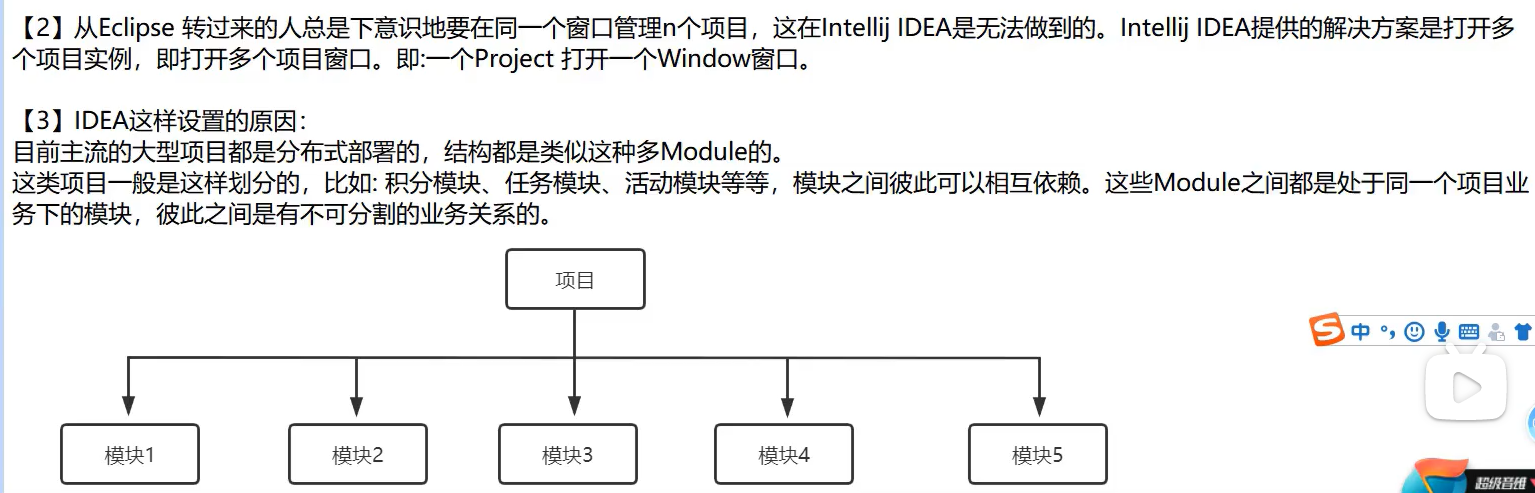 【2】从Eclipse 转过来的人总是下意识地要在同一个窗口管理n个项目，这在Intellij IDEA是无法做到的。Intellij IDEA提供的解决方案是打开多
个项目实例，即打开多个项目窗口。即:一个Project 打开一个Window窗口。
【3】IDEA这样设置的原因：
目前主流的大型项目都是分布式部署的，结构都是类似这种多Module的。
这类项目一般是这样划分的，比如: 积分模块、任务模块、活动模块等等，模块之间彼此可以相互依赖。这些Module之间都是处于同一个项目业
务下的模块，彼此之间是有不可分割的业务关系的。
项目
中
模块1
模块2
模块3
模块4
模块5
超级音雄